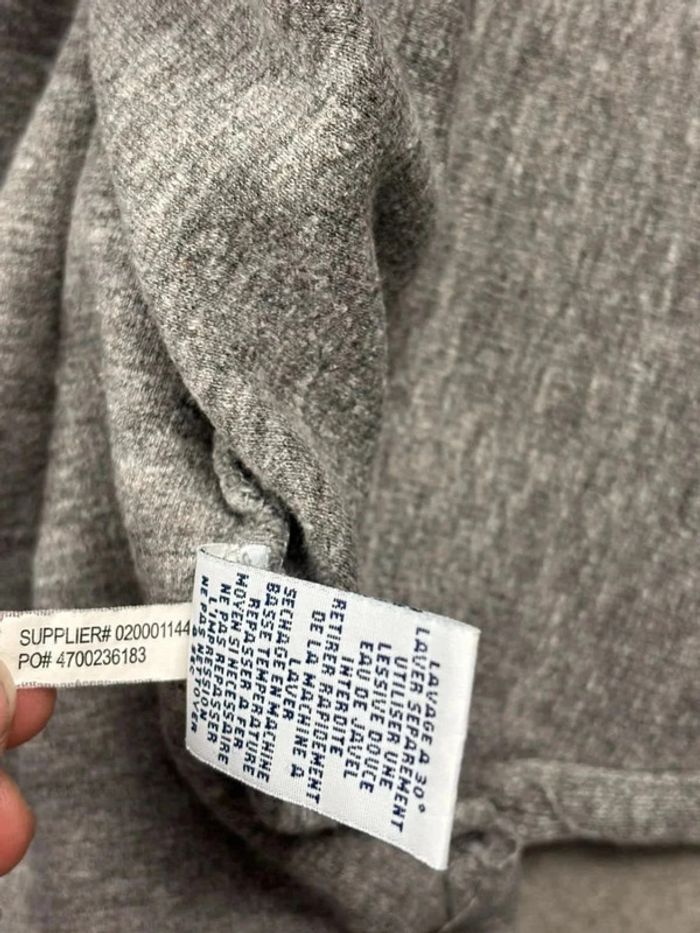 SUPPLIER# 020001144
PO# 4700236183
LAVAGE A 30°
LAVER SEPAREMENT
UTILISER UNE
LESSIVE DOUCE
EAU DE JAVEL
INTERDITE
RETIRER RAPIDEMENT
DE LA MACHINE A
LAVER
SECHAGE EN MACHINE
BASSE TEMPERATURE
REPASSER A FER
MOYEN SI NECESSAIRE
NE PAS REPASSER
L'IMPRESSION
NE PAS NETTOYER